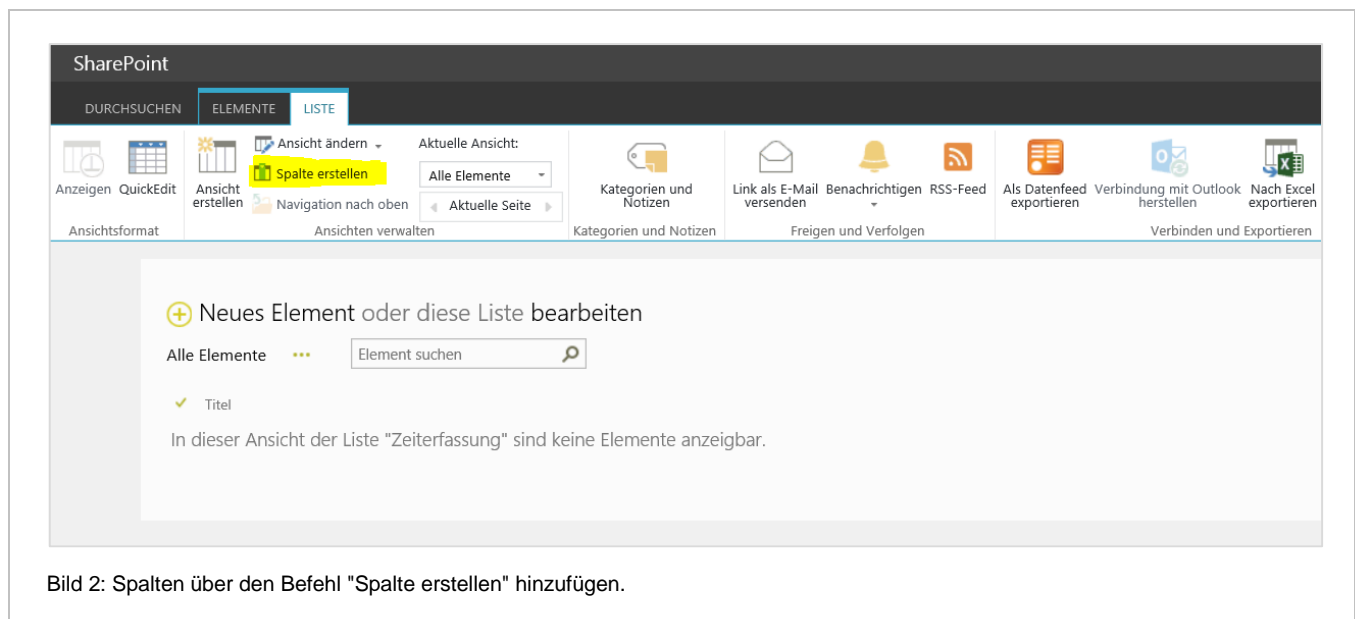 SharePoint
DURCHSUCHEN ELEMENTE LISTE
Anzeigen
QuickEdit
Ansichtsformat
Ansicht
erstellen
Ansicht ändern
Spalte erstellen
Navigation nach oben
Aktuelle Ansicht:
Alle Elemente
Aktuelle Seite
Ansichten verwalten
Kategorien und
Notizen
Kategorien und Notizen
Link als E-Mail
versenden
Benachrichtigen
RSS-Feed
Freigen und Verfolgen
Als Datenfeed
exportieren
Verbindung mit Outlook
herstellen
Nach Excel
exportieren
Verbinden und Exportieren
Neues Element oder diese Liste bearbeiten
Alle Elemente ••• Element suchen
Titel
In dieser Ansicht der Liste "Zeiterfassung" sind keine Elemente anzeigbar.
Bild 2: Spalten über den Befehl "Spalte erstellen" hinzufügen.